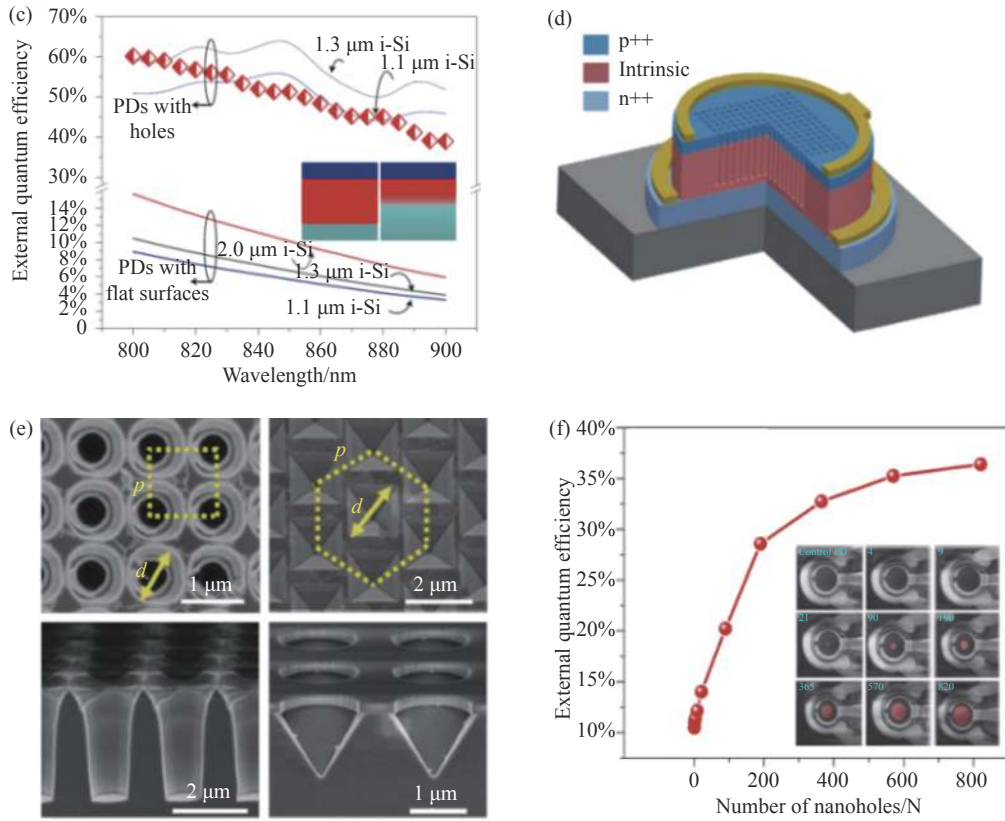 (c)
70%
60%
50%
40%
30%
14%
12%
10%
8%
6%
4%
2%
0
External quantum efficiency
1.3 μm i-Si
1.1 μm i-Si
PDs with
holes
2.0 μm i-Si
PDs with
flat surfaces
1.3 μm i-Si
1.1 μm i-Si
800 820 840 860 880 900
Wavelength/nm
(d)
p++
Intrinsic
n++
(e)
p
d
1 μm
p
d
2 μm
2 μm
1 μm
(f)
40%
35%
30%
25%
20%
15%
10%
External quantum efficiency
Control PD 4 9
21 90 190
365 570 820
0 200 400 600 800
Number of nanoholes/N